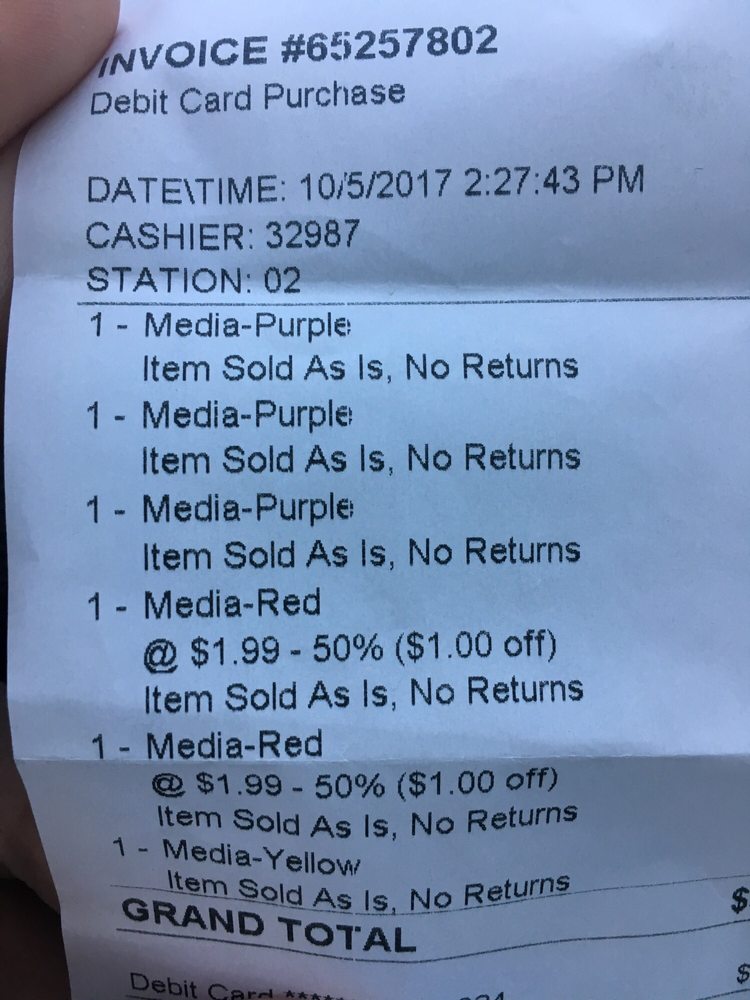 INVOICE #65257802
Debit Card Purchase
DATE\TIME: 10/5/2017 2:27:43 PM
CASHIER: 32987
STATION: 02
1 - Media-Purple
Item Sold As Is, No Returns
1 - Media-Purple
Item Sold As Is, No Returns
1 - Media-Purple
Item Sold As Is, No Returns
1 - Media-Red
@ $1.99 - 50% ($1.00 off)
Item Sold As Is, No Returns
1 - Media-Red
@ $1.99 - 50% ($1.00 off)
Item Sold As Is, No Returns
1 - Media-Yellow
Item Sold As Is, No Returns
GRAND TOTAL $
Debit Card $